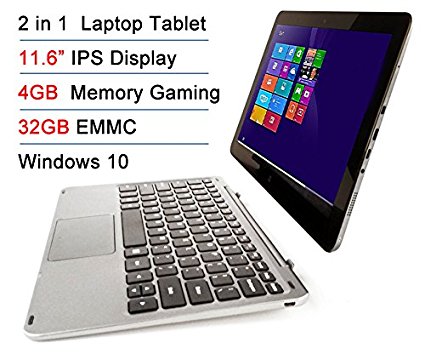 2 in 1 Laptop Tablet
11.6” IPS Display
4GB Memory Gaming
32GB EMMC
Windows 10